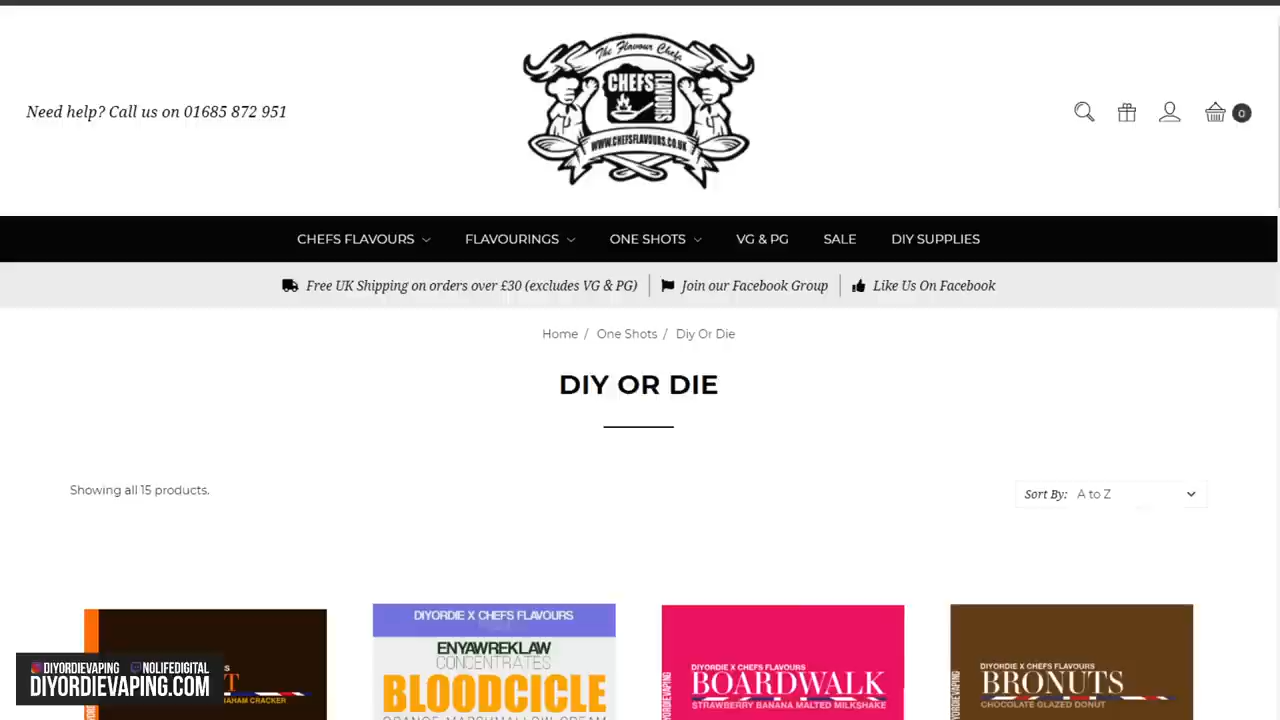 The Flavour Chefs
CHEFS
FLAVOURS
WWW.CHEFSFLAVOURS.CO.UK
Need help? Call us on 01685 872 951
0
CHEFS FLAVOURS
FLAVOURINGS
ONE SHOTS
VG & PG
SALE
DIY SUPPLIES
Free UK Shipping on orders over £30 (excludes VG & PG)
Join our Facebook Group
Like Us On Facebook
Home / One Shots / Diy Or Die
DIY OR DIE
Showing all 15 products.
Sort By: A to Z
DIYORDIE X CHEFS FLAVOURS
ENYAWREKLAW
CONCENTRATES
BLOODCICLE
ORANGE MARSHMALLOW CREAM
DIYORDIE X CHEFS FLAVOURS
BOARDWALK
STRAWBERRY BANANA MALTED MILKSHAKE
DIYORDIE X CHEFS FLAVOURS
BRONUTS
CHOCOLATE GLAZED DONUT
DIYORDIEVAPING
NOLIFEDIGITAL
DIYORDIEVAPING.COM